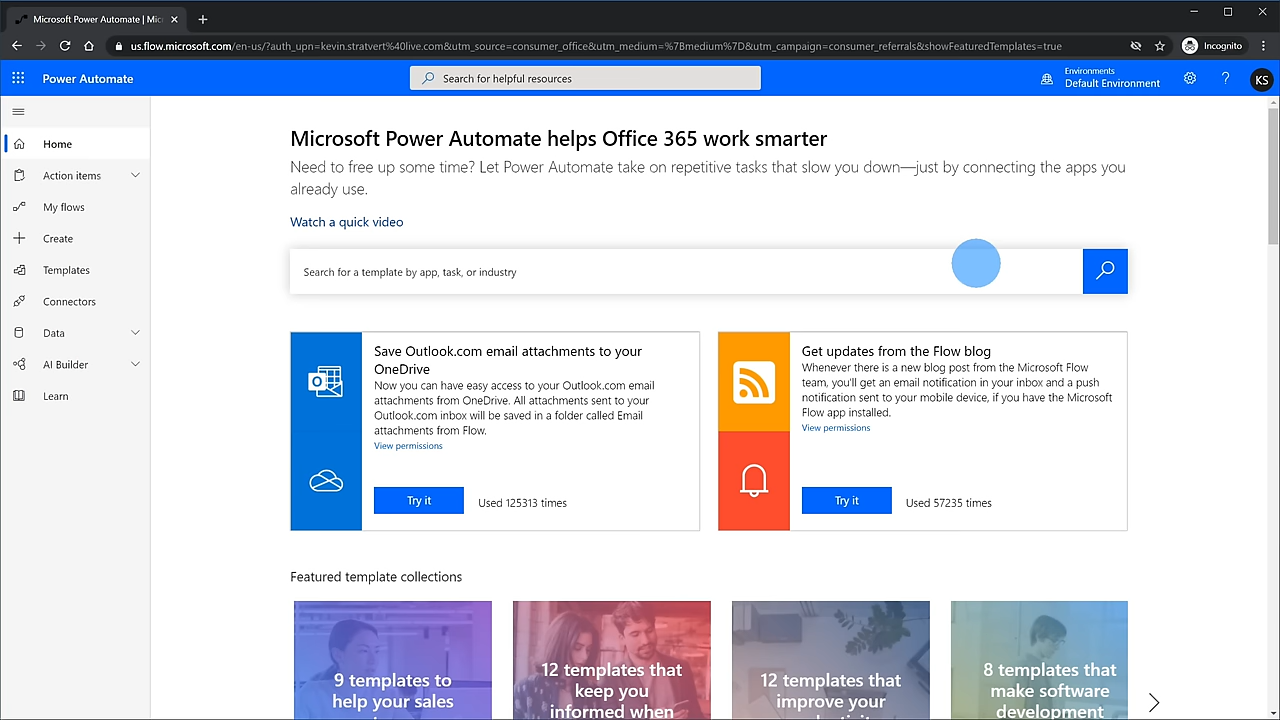 Microsoft Power Automate | Mic
us.flow.microsoft.com/en-us/?auth_upn=kevin.stratvert%40live.com&utm_source=consumer_office&utm_medium=%7Bmedium%7D&utm_campaign=consumer_referrals&showFeaturedTemplates=true
Incognito
Power Automate
Search for helpful resources
Environments
Default Environment
?
KS
Home
Action items
My flows
Create
Templates
Connectors
Data
AI Builder
Learn
Microsoft Power Automate helps Office 365 work smarter
Need to free up some time? Let Power Automate take on repetitive tasks that slow you down—just by connecting the apps you
already use.
Watch a quick video
Search for a template by app, task, or industry
Save Outlook.com email attachments to your
OneDrive
Now you can have easy access to your Outlook.com email
attachments from OneDrive. All attachments sent to your
Outlook.com inbox will be saved in a folder called Email
attachments from Flow.
View permissions
Try it
Used 125313 times
Get updates from the Flow blog
Whenever there is a new blog post from the Microsoft Flow
team, you'll get an email notification in your inbox and a push
notification sent to your mobile device, if you have the Microsoft
Flow app installed.
View permissions
Try it
Used 57235 times
Featured template collections
9 templates to
help your sales
12 templates that
keep you
informed when
12 templates that
improve your
8 templates that
make software
development